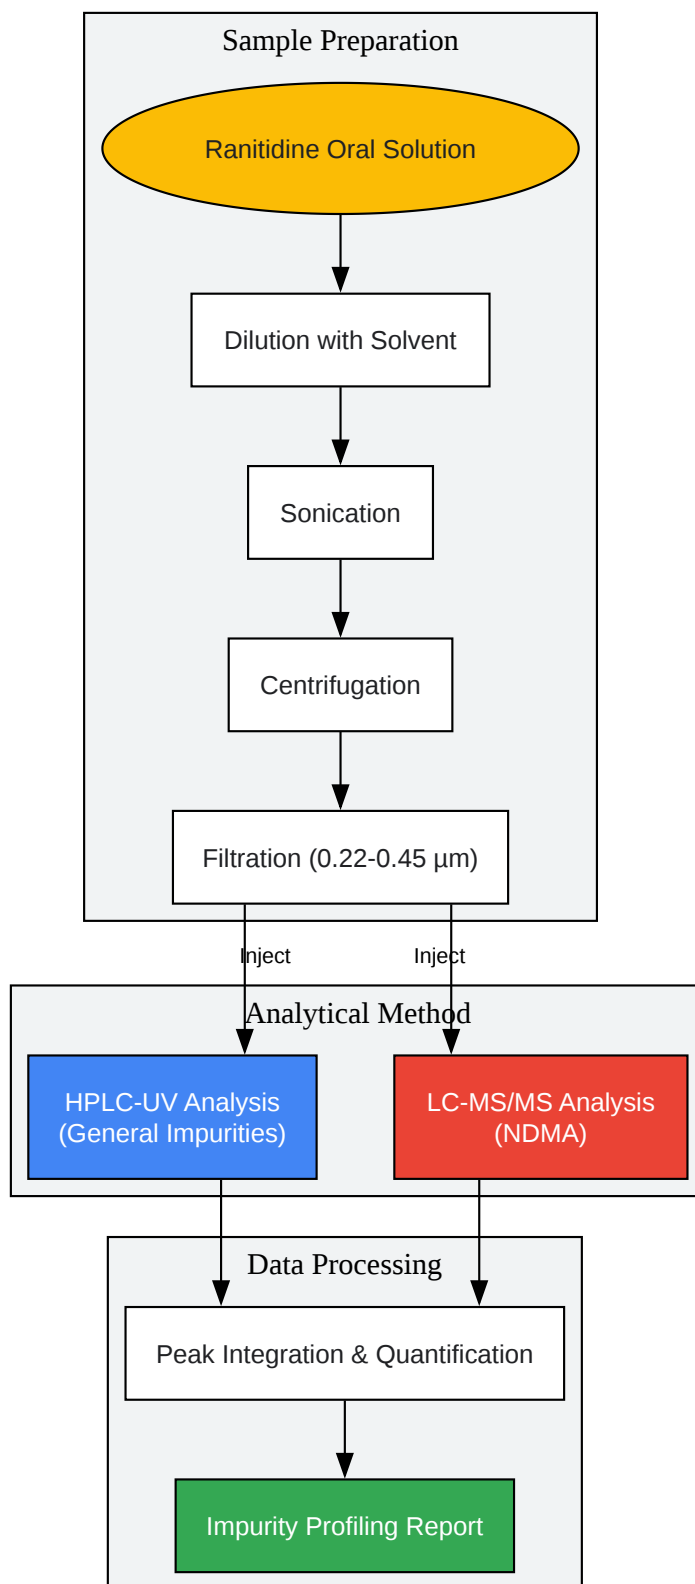 Sample Preparation
Ranitidine Oral Solution
Dilution with Solvent
Sonication
Centrifugation
Filtration (0.22-0.45 µm)
Inject
Inject
Analytical Method
HPLC-UV Analysis
(General Impurities)
LC-MS/MS Analysis
(NDMA)
Data Processing
Peak Integration & Quantification
Impurity Profiling Report